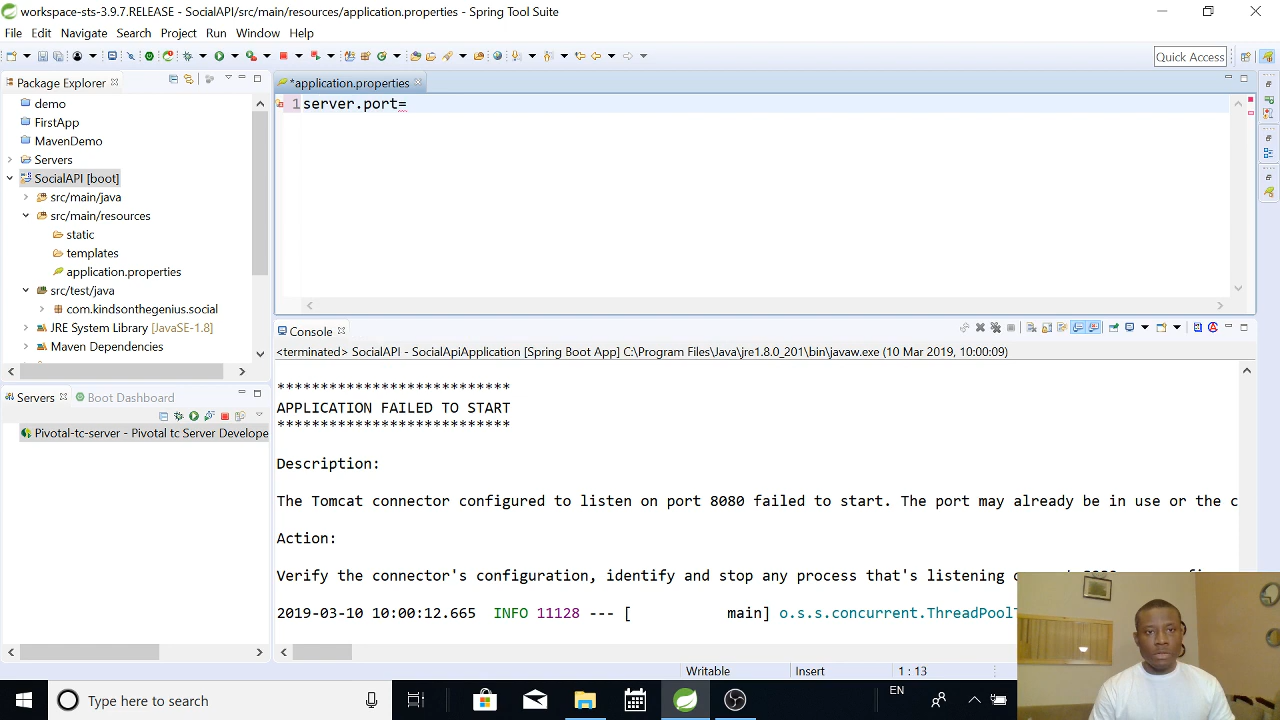 workspace-sts-3.9.7.RELEASE - SocialAPI/src/main/resources/application.properties - Spring Tool Suite
File Edit Navigate Search Project Run Window Help
Quick Access
Package Explorer
*application.properties
demo
FirstApp
MavenDemo
Servers
SocialAPI [boot]
src/main/java
src/main/resources
static
templates
application.properties
src/test/java
com.kindsonthegenius.social
JRE System Library [JavaSE-1.8]
Maven Dependencies
1 server.port=
Servers
Boot Dashboard
Pivotal-tc-server - Pivotal tc Server Develope
Console
<terminated> SocialAPI - SocialApiApplication [Spring Boot App] C:\Program Files\Java\jre1.8.0_201\bin\javaw.exe (10 Mar 2019, 10:00:09)
***************************
APPLICATION FAILED TO START
***************************
Description:
The Tomcat connector configured to listen on port 8080 failed to start. The port may already be in use or the c
Action:
Verify the connector's configuration, identify and stop any process that's listening
2019-03-10 10:00:12.665 INFO 11128 --- [ main] o.s.s.concurrent.ThreadPoolT
Writable Insert 1 : 13
Type here to search
EN